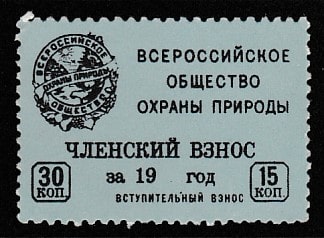 ВСЕРОССИЙСКОЕ
ОХРАНЫ ПРИРОДЫ
ОБЩЕСТВО
ВСЕРОССИЙСКОЕ
ОБЩЕСТВО
ОХРАНЫ ПРИРОДЫ
ЧЛЕНСКИЙ ВЗНОС
30 КОП.
за 19 год
15 КОП.
ВСТУПИТЕЛЬНЫЙ ВЗНОС